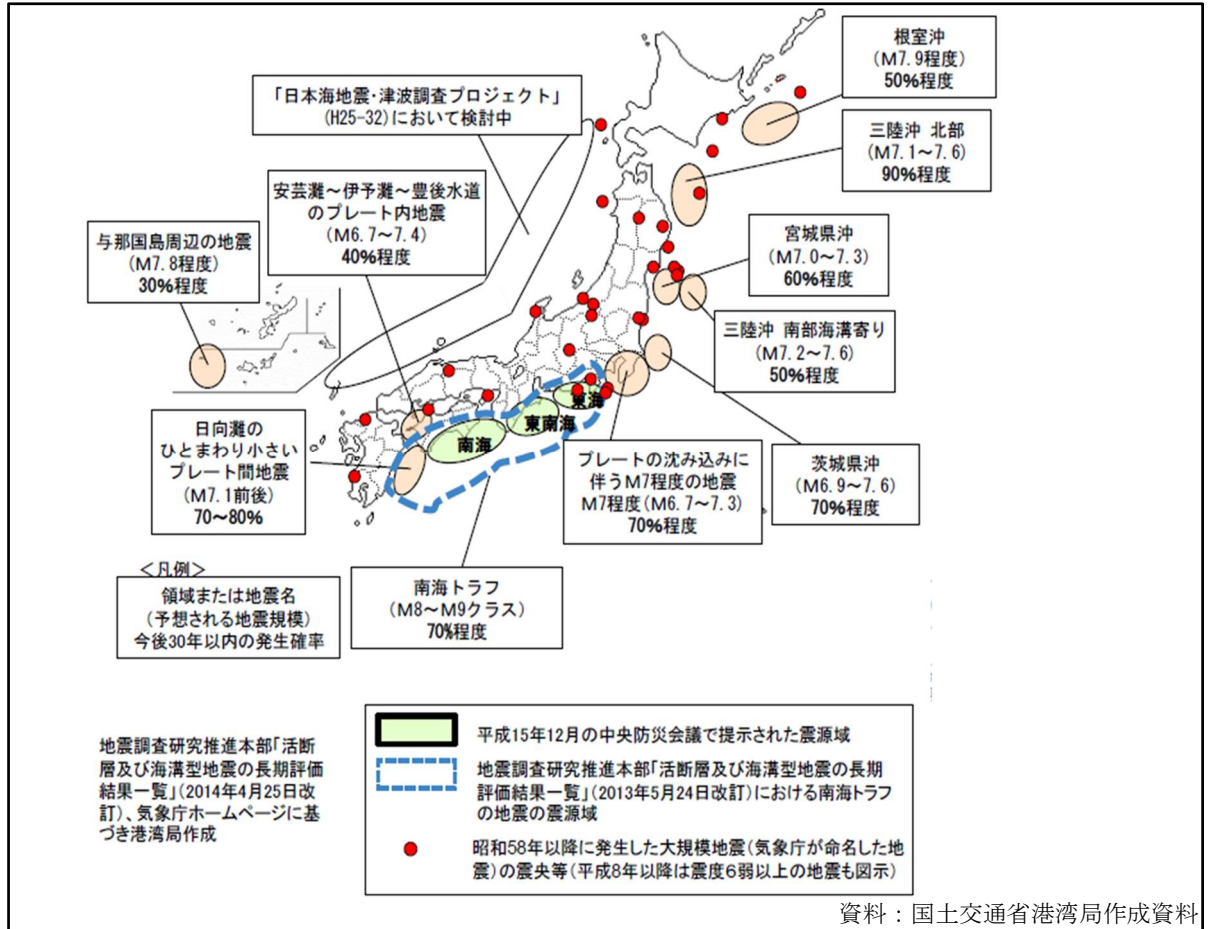 根室沖
（M7.9程度）
50%程度
「日本海地震・津波調査プロジェクト」
（H25-32）において検討中
三陸沖 北部
（M7.1～7.6）
90%程度
安芸灘～伊予灘～豊後水道
のプレート内地震
（M6.7～7.4）
40%程度
与那国島周辺の地震
（M7.8程度）
30%程度
宮城県沖
（M7.0～7.3）
60%程度
三陸沖 南部海溝寄り
（M7.2～7.6）
50%程度
東海
東南海
南海
日向灘の
ひとまわり小さい
プレート間地震
（M7.1前後）
70～80%
プレートの沈み込みに
伴うM7程度の地震
M7程度（M6.7～7.3）
70%程度
茨城県沖
（M6.9～7.6）
70%程度
＜凡例＞
領域または地震名
（予想される地震規模）
今後30年以内の発生確率
南海トラフ
（M8～M9クラス）
70%程度
地震調査研究推進本部「活断
層及び海溝型地震の長期評価
結果一覧」（2014年4月25日改
訂）、気象庁ホームページに基
づき港湾局作成
平成15年12月の中央防災会議で提示された震源域
地震調査研究推進本部「活断層及び海溝型地震の長期
評価結果一覧」（2013年5月24日改訂）における南海トラフ
の地震の震源域
昭和58年以降に発生した大規模地震（気象庁が命名した地
震）の震央等（平成8年以降は震度6弱以上の地震も図示）
資料：国土交通省港湾局作成資料